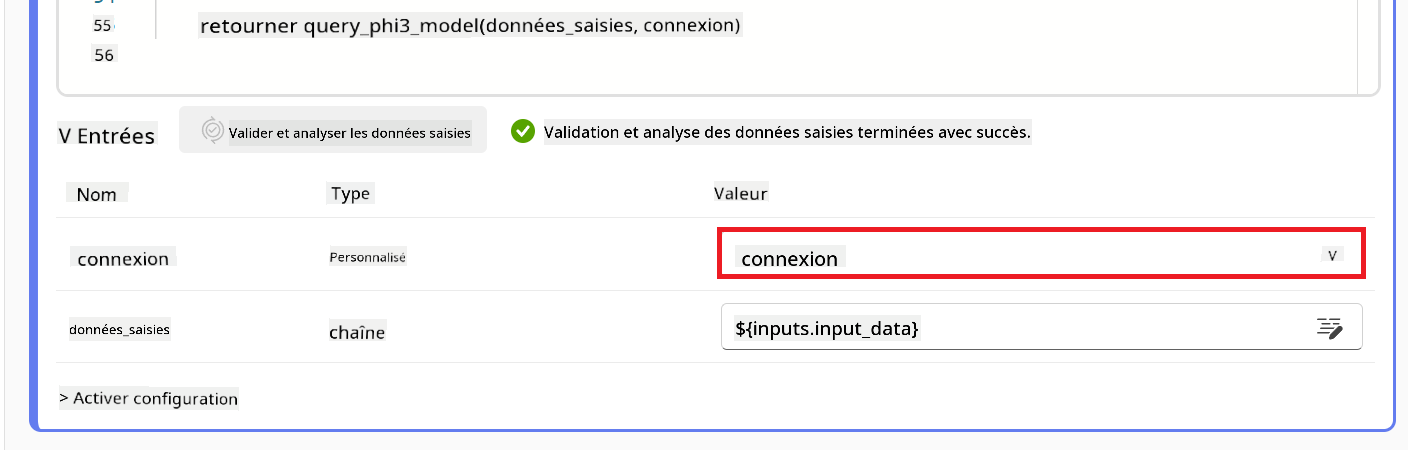 55
retourner query_phi3_model(données_saisies, connexion)
56
V Entrées
Valider et analyser les données saisies
Validation et analyse des données saisies terminées avec succès.
Nom Type Valeur
connexion Personnalisé connexion V
données_saisies chaîne ${inputs.input_data}
> Activer configuration